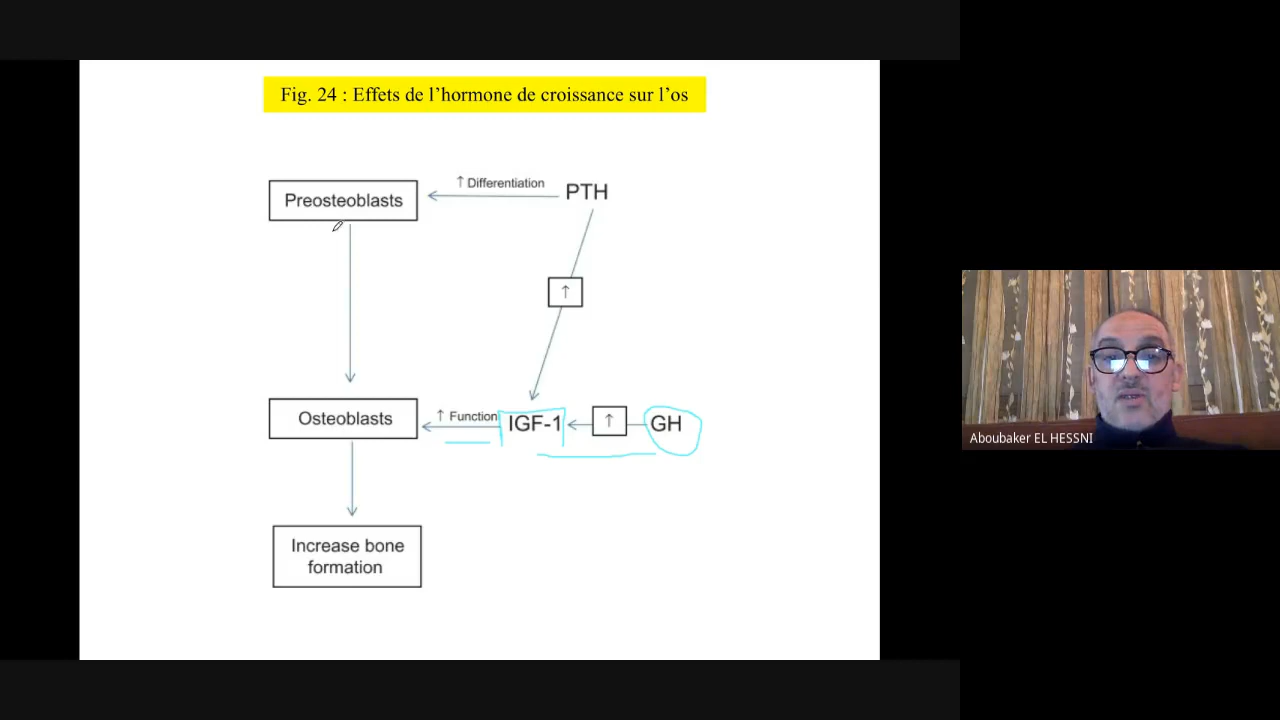 Fig. 24 : Effets de l’hormone de croissance sur l’os
↑ Differentiation
PTH
Preosteoblasts
↑
↑ Function
IGF-1
↑
GH
Osteoblasts
Increase bone
formation
Aboubaker EL HESSNI